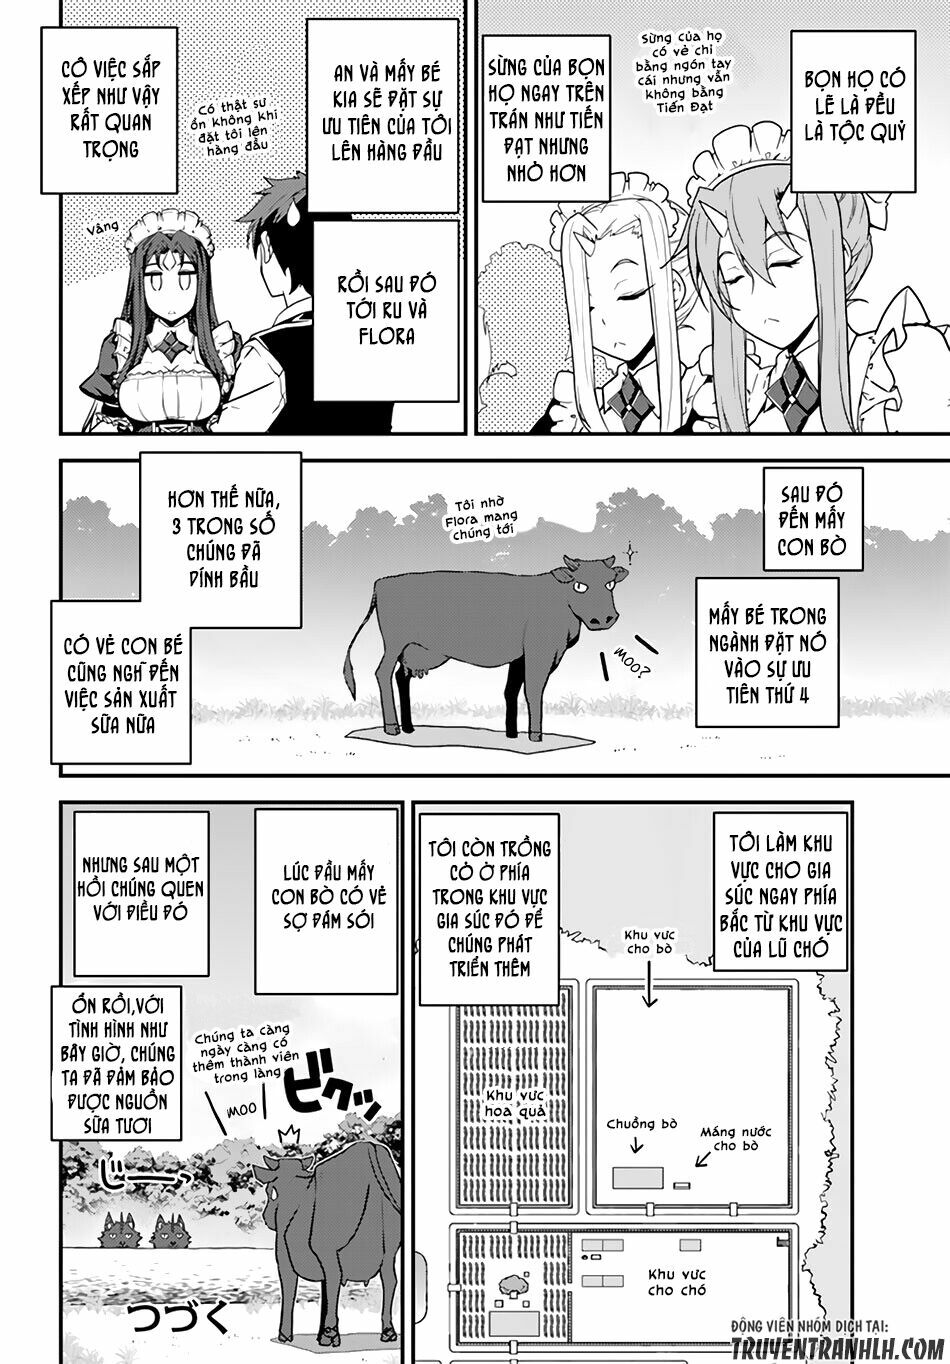 BỌN HỌ CÓ
LẼ LÀ ĐỀU
LÀ TỘC QUỶ
Sừng của họ
có vẻ chỉ
bằng ngón tay
cái nhưng vẫn
không bằng
Tiến Đạt
SỪNG CỦA BỌN
HỌ NGAY TRÊN
TRÁN NHƯ TIẾN
ĐẠT NHƯNG
NHỎ HƠN
AN VÀ MẤY BÉ
KIA SẼ ĐẶT SỰ
ƯU TIÊN CỦA TỚI
LÊN HÀNG ĐẦU
RỒI SAU ĐÓ
TỚI RU VÀ
FLORA
Có thật sự
ổn không khi
đặt tôi lên
hàng đầu
CÔ VIỆC SẮP
XẾP NHƯ VẬY
RẤT QUAN
TRỌNG
Vàng
SAU ĐÓ
ĐẾN MẤY
CON BÒ
MẤY BÉ TRONG
NGÀNH ĐẶT NÓ
VÀO SỰ ƯU
TIÊN THỨ 4
Tôi nhờ
Flora mang
chúng tới
MOO?
HƠN THẾ NỮA,
3 TRONG SỐ
CHÚNG ĐÃ
DÍNH BẦU
CÓ VẺ CON BÉ
CŨNG NGHĨ ĐẾN
VIỆC SẢN XUẤT
SỮA NỮA
TÔI LÀM KHU
VỰC CHO GIA
SÚC NGAY PHÍA
BẮC TỪ KHU VỰC
CỦA LŨ CHÓ
TÔI CÒN TRỒNG
CỎ Ở PHÍA
TRONG KHU VỰC
GIA SÚC ĐÓ ĐỂ
CHÚNG PHÁT
TRIỂN THÊM
Khu vực
cho bò
Khu vực
hoa quả
Chuồng bò
Máng nước
cho bò
Khu vực
cho chó
LÚC ĐẦU MẤY
CON BÒ CÓ VẺ
SỢ ĐÁM SÓI
NHƯNG SAU MỘT
HỒI CHÚNG QUEN
VỚI ĐIỀU ĐÓ
ỔN RỒI, VỚI
TÌNH HÌNH NHƯ
BÂY GIỜ, CHÚNG
TA ĐÃ ĐẢM BẢO
ĐƯỢC NGUỒN
SỮA TƯƠI
Chúng ta càng
ngày càng có
thêm thành viên
trong làng
MOO
ビクッ
じーっ
つづく
ĐỘNG VIÊN NHÓM DỊCH TẠI:
TRUYENTRANHLH.COM